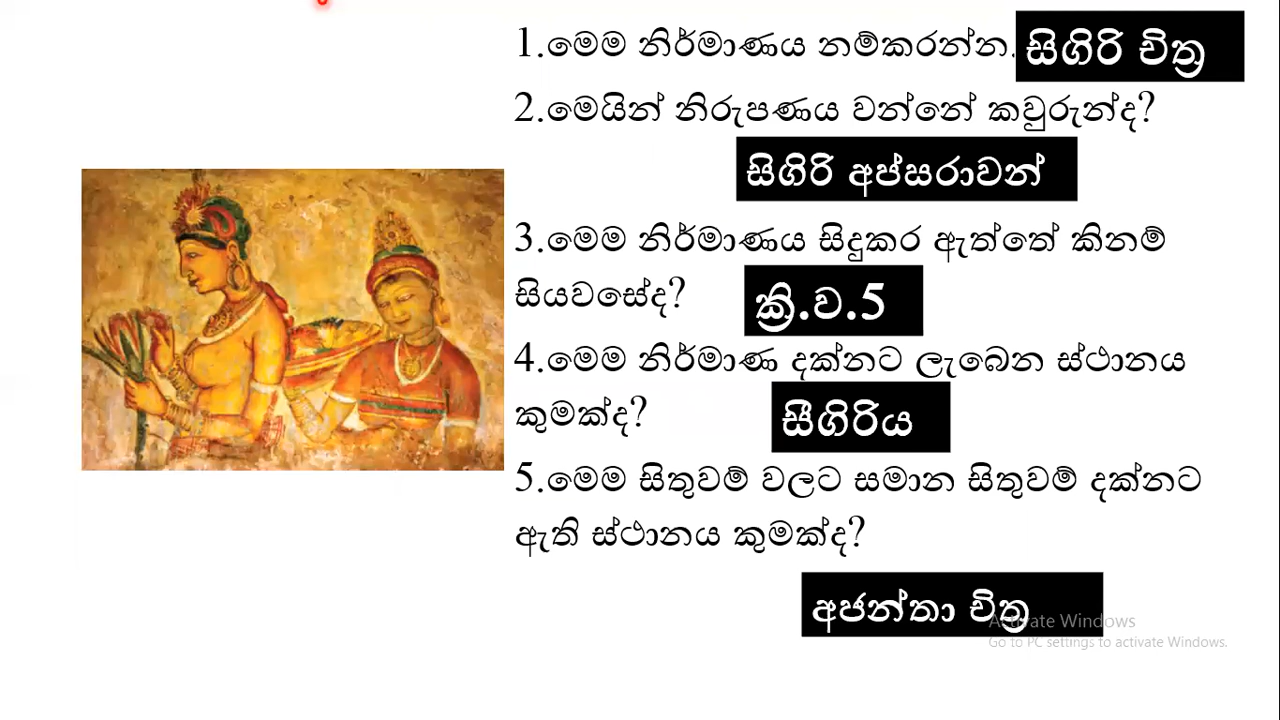 1.මෙම නිර්මාණය නම්කරන්න. සිගිරි චිත්‍ර
2.මෙයින් නිරුපණය වන්නේ කවුරුන්ද?
සිගිරි අප්සරාවන්
3.මෙම නිර්මාණය සිදුකර ඇත්තේ කිනම්
සියවසේද? ක්‍රි.ව.5
4.මෙම නිර්මාණ දක්නට ලැබෙන ස්ථානය
කුමක්ද? සීගිරිය
5.මෙම සිතුවම් වලට සමාන සිතුවම් දක්නට
ඇති ස්ථානය කුමක්ද?
අජන්තා චිත්‍ර
Activate Windows
Go to PC settings to activate Windows.